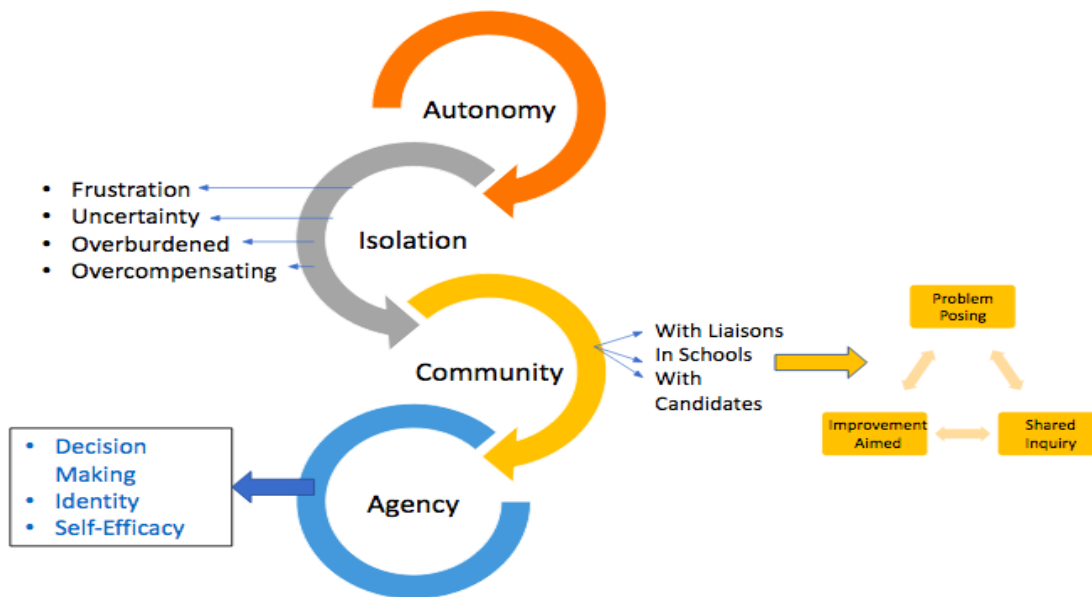 Autonomy
• Frustration
• Uncertainty
• Overburdened
• Overcompensating
Isolation
Community
With Liaisons
In Schools
With
Candidates
Problem
Posing
Improvement
Aimed
Shared
Inquiry
Agency
• Decision
Making
• Identity
• Self-Efficacy